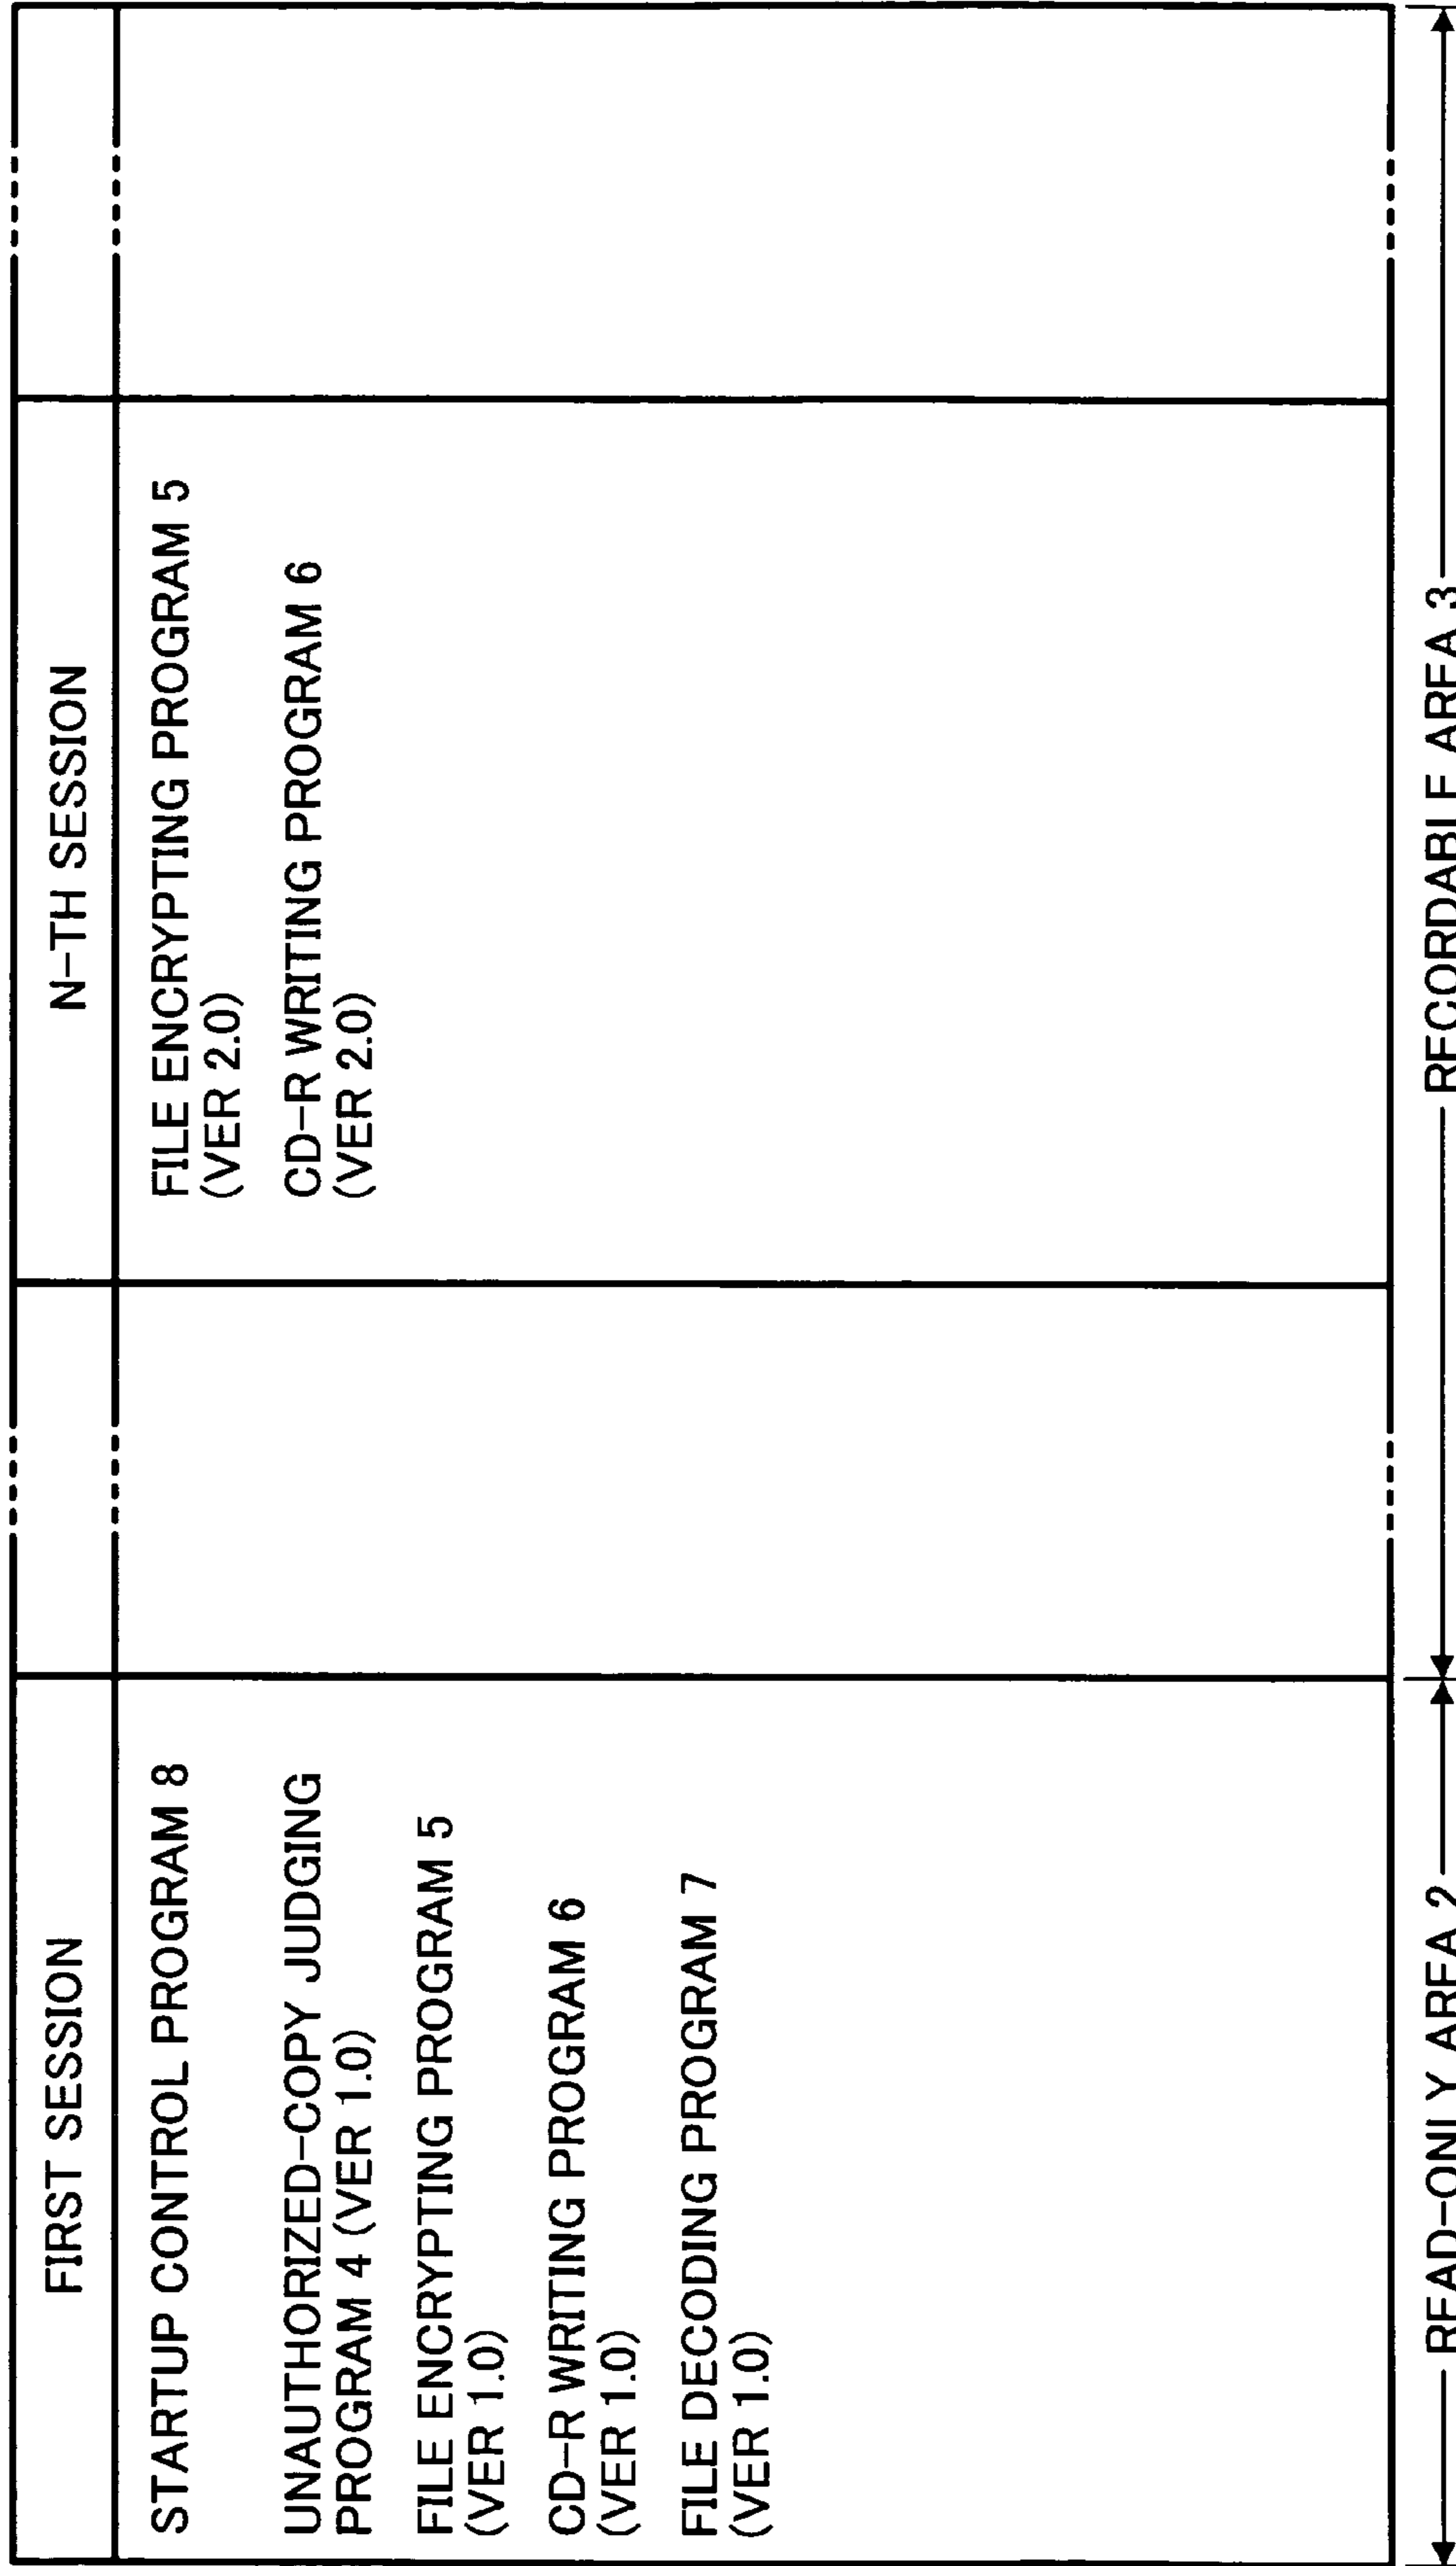 FIRST SESSION
STARTUP CONTROL PROGRAM 8
UNAUTHORIZED-COPY JUDGING
PROGRAM 4 (VER 1.0)
FILE ENCRYPTING PROGRAM 5
(VER 1.0)
CD-R WRITING PROGRAM 6
(VER 1.0)
FILE DECODING PROGRAM 7
(VER 1.0)
N-TH SESSION
FILE ENCRYPTING PROGRAM 5
(VER 2.0)
CD-R WRITING PROGRAM 6
(VER 2.0)
READ-ONLY AREA 2
RECORDABLE AREA 3